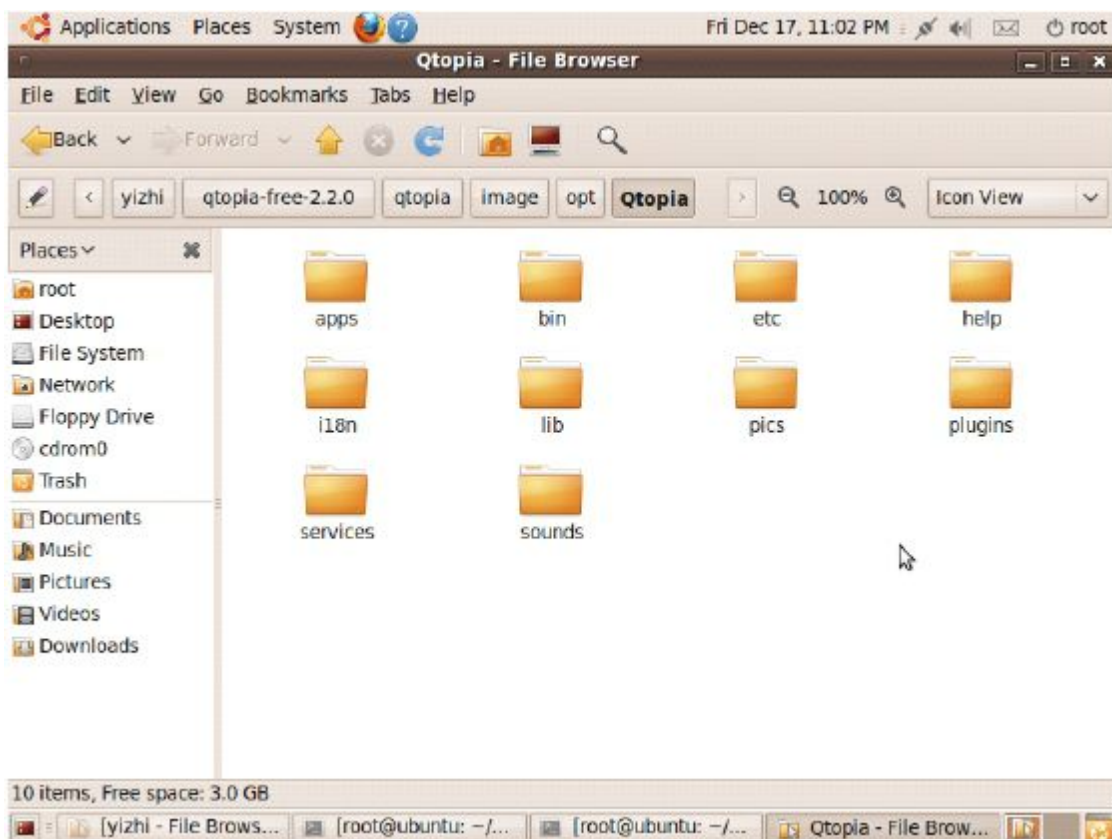 Applications Places System Fri Dec 17, 11:02 PM root
Qtopia - File Browser
File Edit View Go Bookmarks Tabs Help
Back Forward
yizhi qtopia-free-2.2.0 qtopia image opt Qtopia 100% Icon View
Places
root
Desktop
File System
Network
Floppy Drive
cdrom0
Trash
Documents
Music
Pictures
Videos
Downloads
apps bin etc help
i18n lib pics plugins
services sounds
10 items, Free space: 3.0 GB
[yizhi - File Brows... [root@ubuntu: ~/... [root@ubuntu: ~/... Qtopia - File Brow...